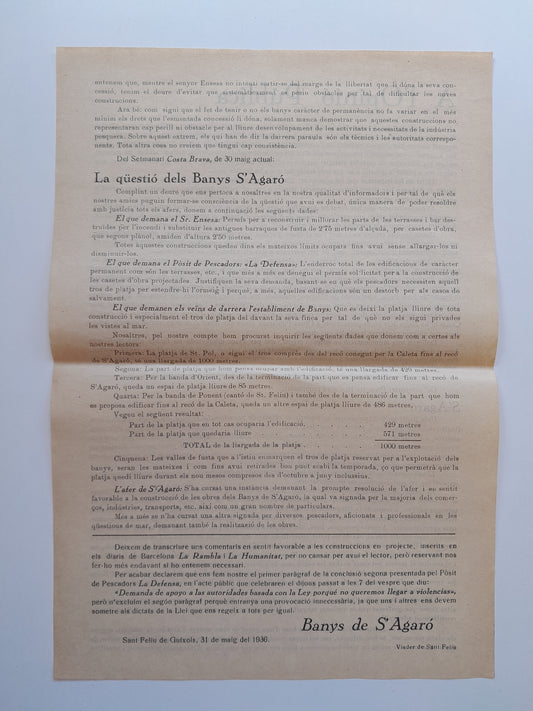 entenem que, mentre el senyor Ensesa no intenti sortir-se del marge de la llibertat que li dóna la seva con-
cessió, tenim el deure d'evitar que sistemàticament es posin obstacles per tal de dificultar les noves
construccions.
Ara bé: com sigui que el fet de tenir o no els banys caràcter de permanència no fa variar en el més
mínim els drets que l'esmentada concessió li dóna, solament manca demostrar que aquestes construccions no
representaran cap perill ni obstacle per al lliure desenvolupament de les activitats i necessitats de la indústria
pesquera. Sobre aquest extrem, els qui han de dir la darrera paraula són els tècnics i les autoritats correspo-
nents. Tota altra cosa no creiem que tingui cap consistència.
Del Setmanari Costa Brava, de 30 maig actual:
La qüestió dels Banys S'Agaró
Complint un deure que ens pertoca a nosaltres en la nostra qualitat d'informadors i per tal de què els
nostres amics puguin formar-se consciència de la qüestió que avui es debat, única manera de poder resoldre
amb justícia tots els afers, donem a continuació les següents dades:
El que demana el Sr. Ensesa: Permís per a reconstruir i millorar les parts de les terrasses i bar des-
truïdes per l'incendi i substituir les antigues barraques de fusta de 2'75 metres d'alçula, per casetes d'obra,
que segons plànol, amiden d'altura 2'50 metres.
Totes aquestes construccions queden dins els mateixos límits ocupats fins avui sense allargar-los ni
disminuir-los.
El que demana el Pòsit de Pescadors; «La Defensa»: L'enderroc total de les edificacions de caràcter
permanent com són les terrasses, etc., i que més a més es denegui el permís sol·licitat per a la construcció de
les casetes d'obra projectades. Justifiquen la seva demanda, basant-se en què els pescadors necessiten aquell
troç de platja per estendre-hi l'ormeig i perquè, a més, aquelles edificacions són un destorb per als casos de
salvament.
El que demanen els veïns de darrera l'establiment de Banys: Que es deixi la platja lliure de tota
construcció i especialment el troç de platja del davant la seva finca per tal de què no els sigui privades
les vistes al mar.
Nosaltres, pel nostre compte hem procurat inquirir les següents dades que donem com a certes als
nostres lectors:
Primera: La platja de St. Pol, o sigui el troç comprès des del recó conegut per la Caleta fins al recó
de S'Agaró, té una llargada de 1000 metres
Segona: La part de platja que hem pensa ocupar amb l'edificació, té una llargada de 429 metres.
Tercera: Per la banda d'Orient, des de la terminació de la part que es pensa edificar fins al recó de
S'Agaró, queda un espai de platja lliure de 85 metres.
Quarta: Per la banda de Ponent (cantó de St. Feliu) i també des de la terminació de la part que hom
es proposa edificar fins al recó de la Caleta, queda un altre espai de platja lliure de 486 metres.
Vegeu el següent resultat:
Part de la platja que en tot cas ocuparia l'edificació. . . . . . 429 metres
Part de la platja que quedaria lliure . . . . . . 571 metres
TOTAL de la llargada de la platja . . . . 1000 metres
Cinquena: Les valles de fusta que a l'istiu enmarquen el troç de platja reservat per a l'explotació dels
banys, seran les mateixes i com fins avui retirades bon punt acabi la temporada, ço que permetrà que la
platja quedi lliure durant els nou mesos compresos des d'octubre a juny inclussius.
L'afer de S'Agaró: S'ha cursat una instància demanant la prompte resolució de l'afer i en sentit
favorable a la construcció de les obres dels Banys de S'Agaró, la qual va signada per la majoria dels comer-
ços, indústries, transports, etc. així com un gran nombre de particulars.
Més a més se n'ha cursat una altra signada per diversos pescadors, aficionats i professionals en les
qüestions de mar, demanant també la realització de les obres.
Deixem de transcriure uns comentaris en sentit favorable a les construccions en projecte, inserits en
els diaris de Barcelona La Rambla i La Humanitat, per no cansar per avui el lector, però reservant nos
fer-ho més endavant si ho entenem necessari.
Per acabar declarem que ens fem nostre el primer paràgraf de la conclusió segona presentada pel Pòsit
de Pescadors La Defensa, en l'acte públic que celebraren el dijous passat a les 7 del vespre que diu:
«Demanda de apoyo a las autoridades basada con la Ley porqué no queremos llegar a violencias»,
però n'excluim el segón paràgraf perquè entranya una provocació innecessària, ja que uns i altres ens devem
sometre als dictats de la Llei que ens regeix a tots per igual.
Banys de S'Agaró
Sant Feliu de Guíxols, 31 de maig del 1936.
Viader de Sant Feliu